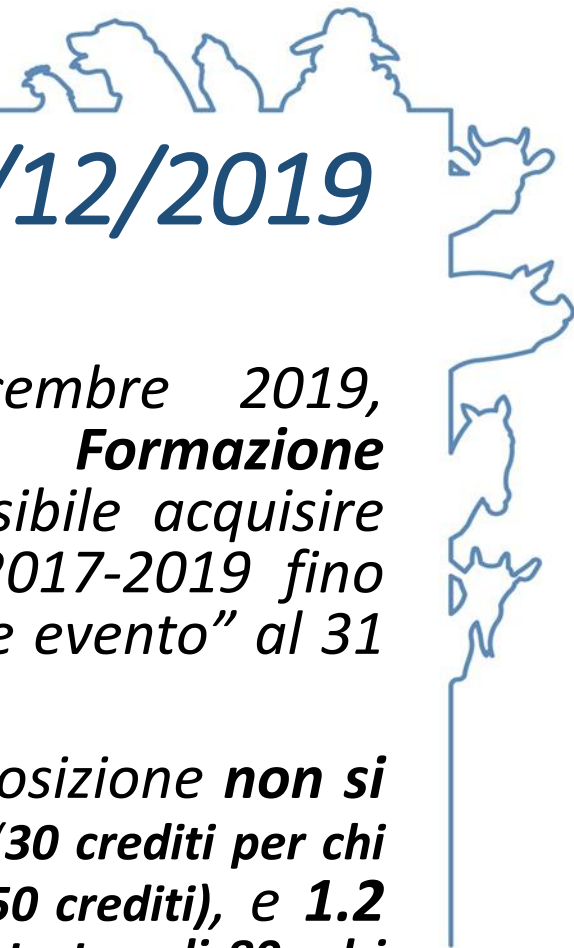 /12/2019
cembre 2019,
Formazione
sibile acquisire
2017-2019 fino
e evento” al 31
osizione non si
(30 crediti per chi
50 crediti), e 1.2